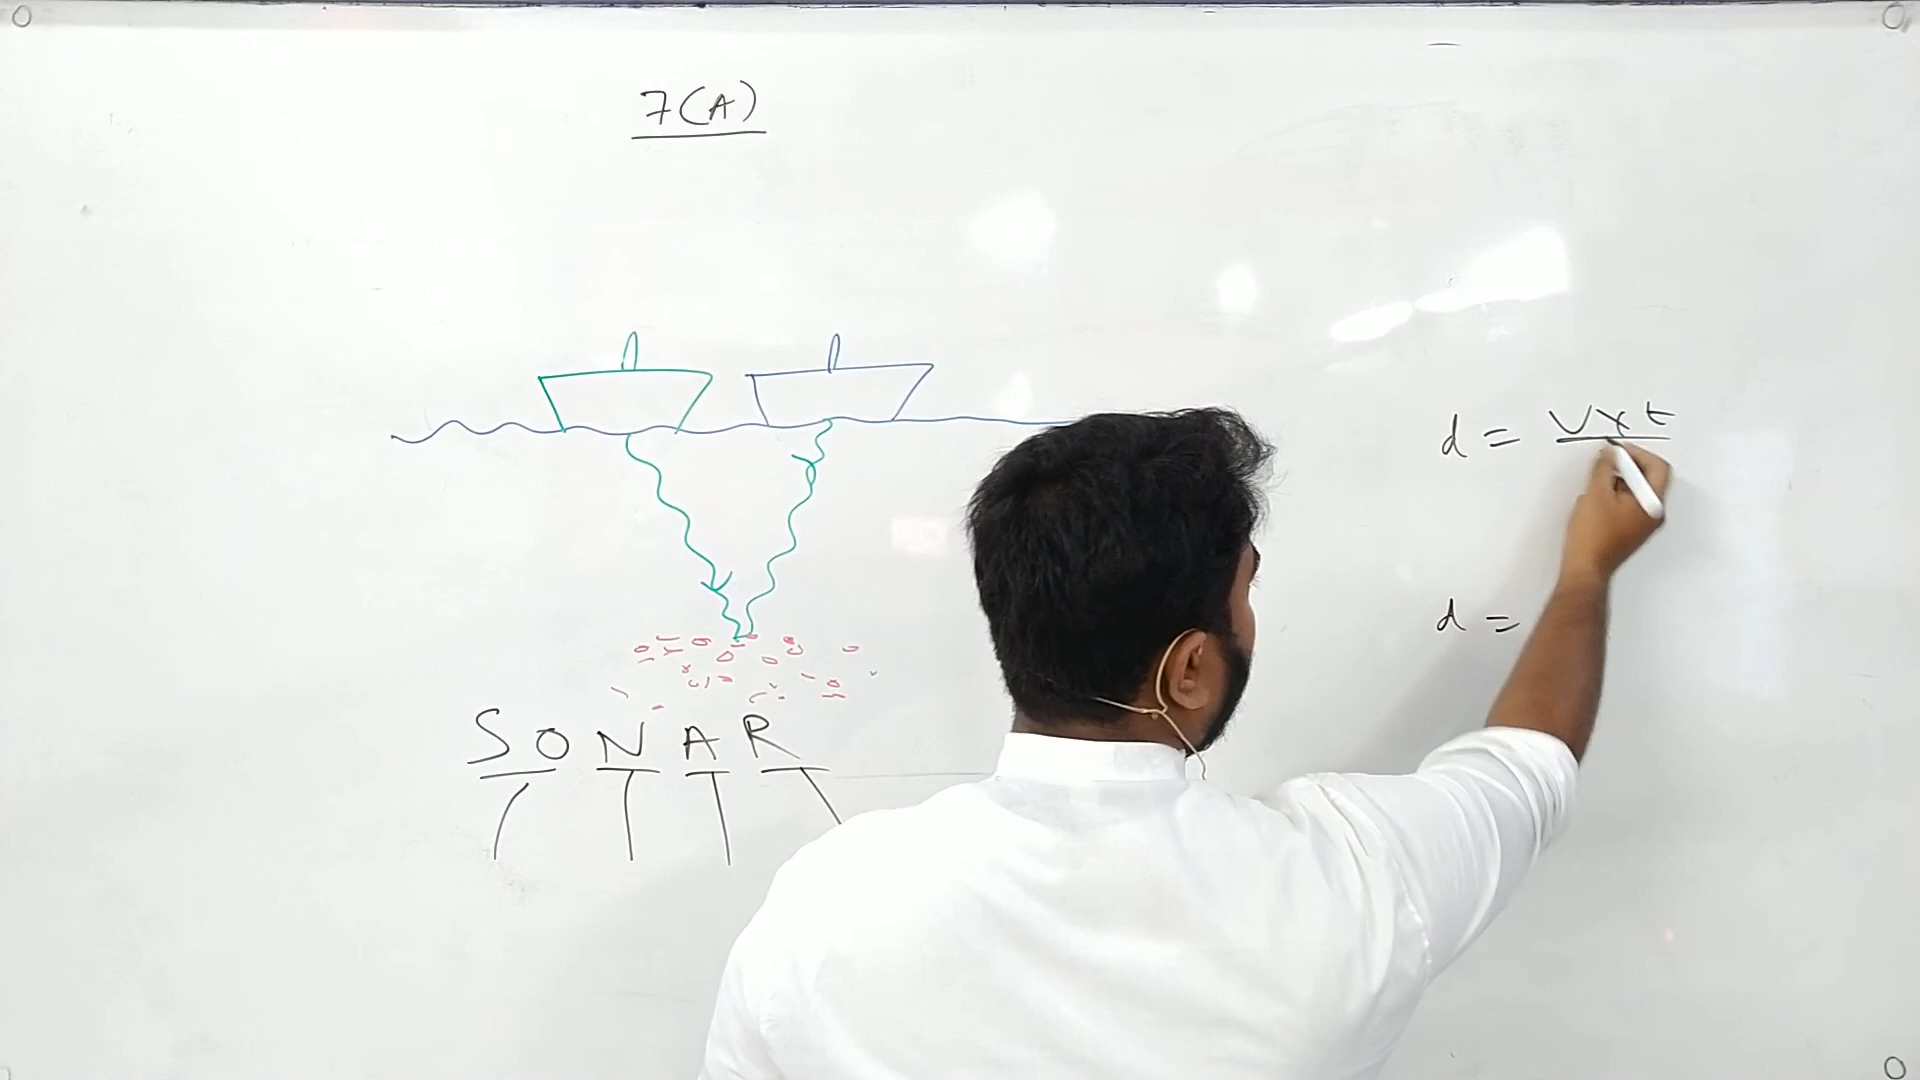 7(A)
d = V×t
d =
SONAR